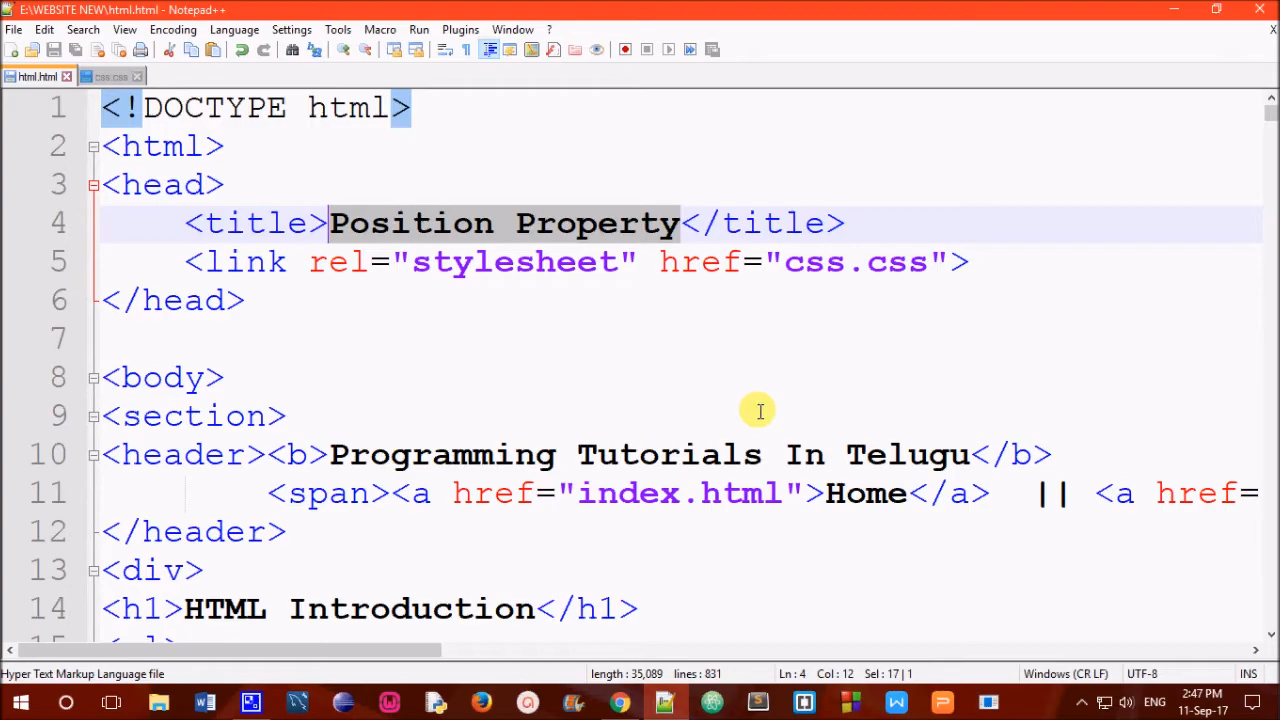 E:\WEBSITE NEW\html.html - Notepad++
File Edit Search View Encoding Language Settings Tools Macro Run Plugins Window ? X
html.html css.css
1 <!DOCTYPE html>
2 <html>
3 <head>
4 <title>Position Property</title>
5 <link rel="stylesheet" href="css.css">
6 </head>
7
8 <body>
9 <section>
10 <header><b>Programming Tutorials In Telugu</b>
11 <span><a href="index.html">Home</a> || <a href=
12 </header>
13 <div>
14 <h1>HTML Introduction</h1>
Hyper Text Markup Language file length : 35,089 lines : 831 Ln : 4 Col : 12 Sel : 17 | 1 Windows (CR LF) UTF-8 INS
ENG 2:47 PM
11-Sep-17